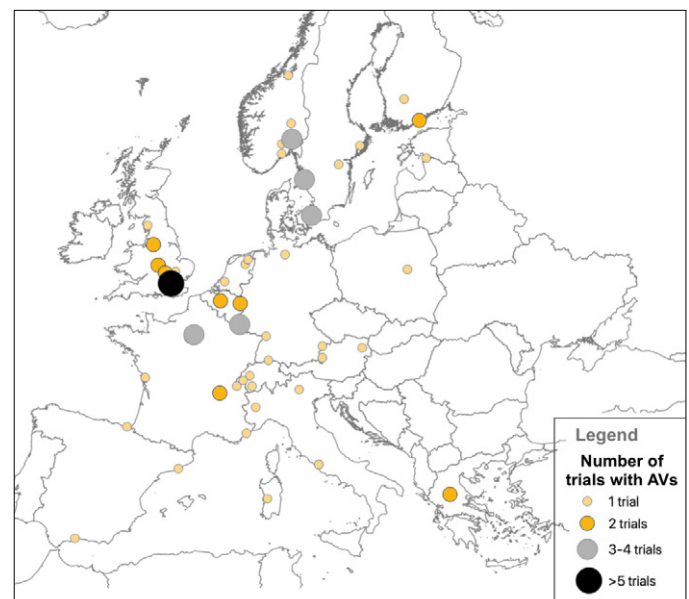 Legend
Number of
trials with AVs
1 trial
2 trials
3-4 trials
>5 trials